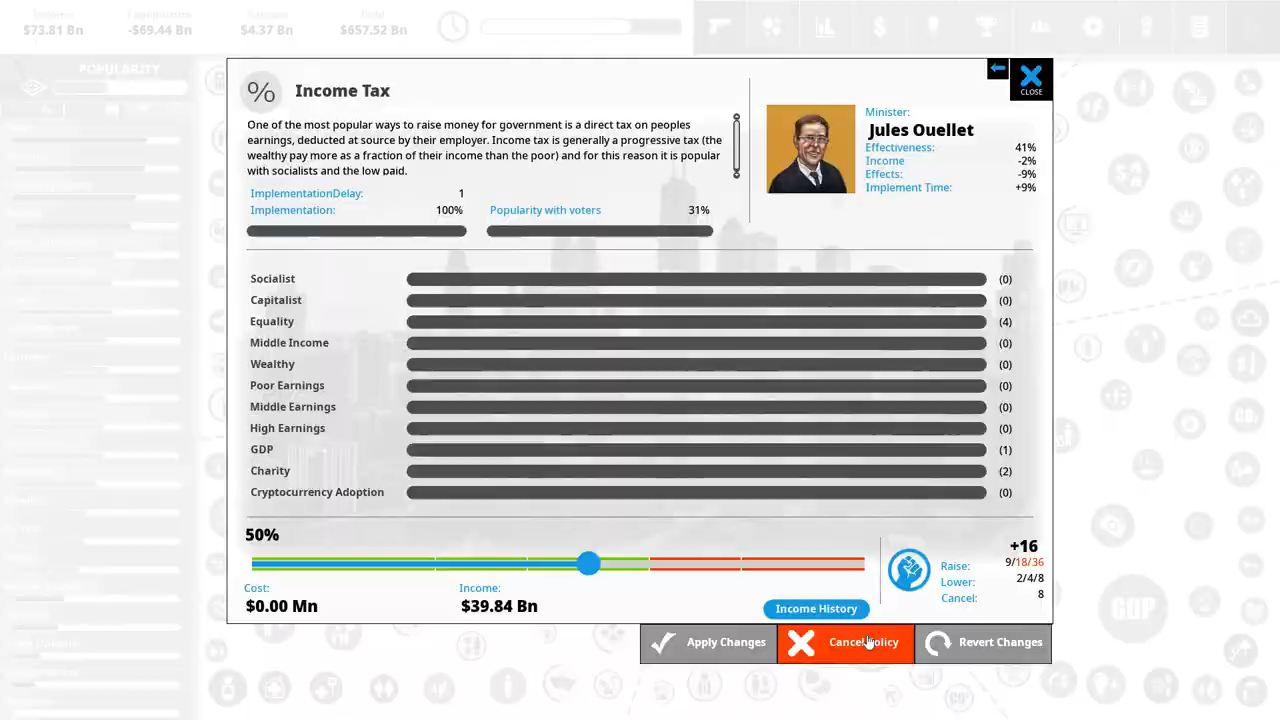 $73.81 Bn
-$69.44 Bn
$4.37 Bn
$657.52 Bn
POPULARITY
CLOSE
%
Income Tax
One of the most popular ways to raise money for government is a direct tax on peoples
earnings, deducted at source by their employer. Income tax is generally a progressive tax (the
wealthy pay more as a fraction of their income than the poor) and for this reason it is popular
with socialists and the low paid.
ImplementationDelay: 1
Implementation: 100%
Popularity with voters 31%
Minister:
Jules Ouellet
Effectiveness: 41%
Income -2%
Effects: -9%
Implement Time: +9%
Socialist (0)
Capitalist (0)
Equality (4)
Middle Income (0)
Wealthy (0)
Poor Earnings (0)
Middle Earnings (0)
High Earnings (0)
GDP (1)
Charity (2)
Cryptocurrency Adoption (0)
50%
Cost:
$0.00 Mn
Income:
$39.84 Bn
Income History
+16
Raise: 9/18/36
Lower: 2/4/8
Cancel: 8
Apply Changes
Cancel Policy
Revert Changes
GDP